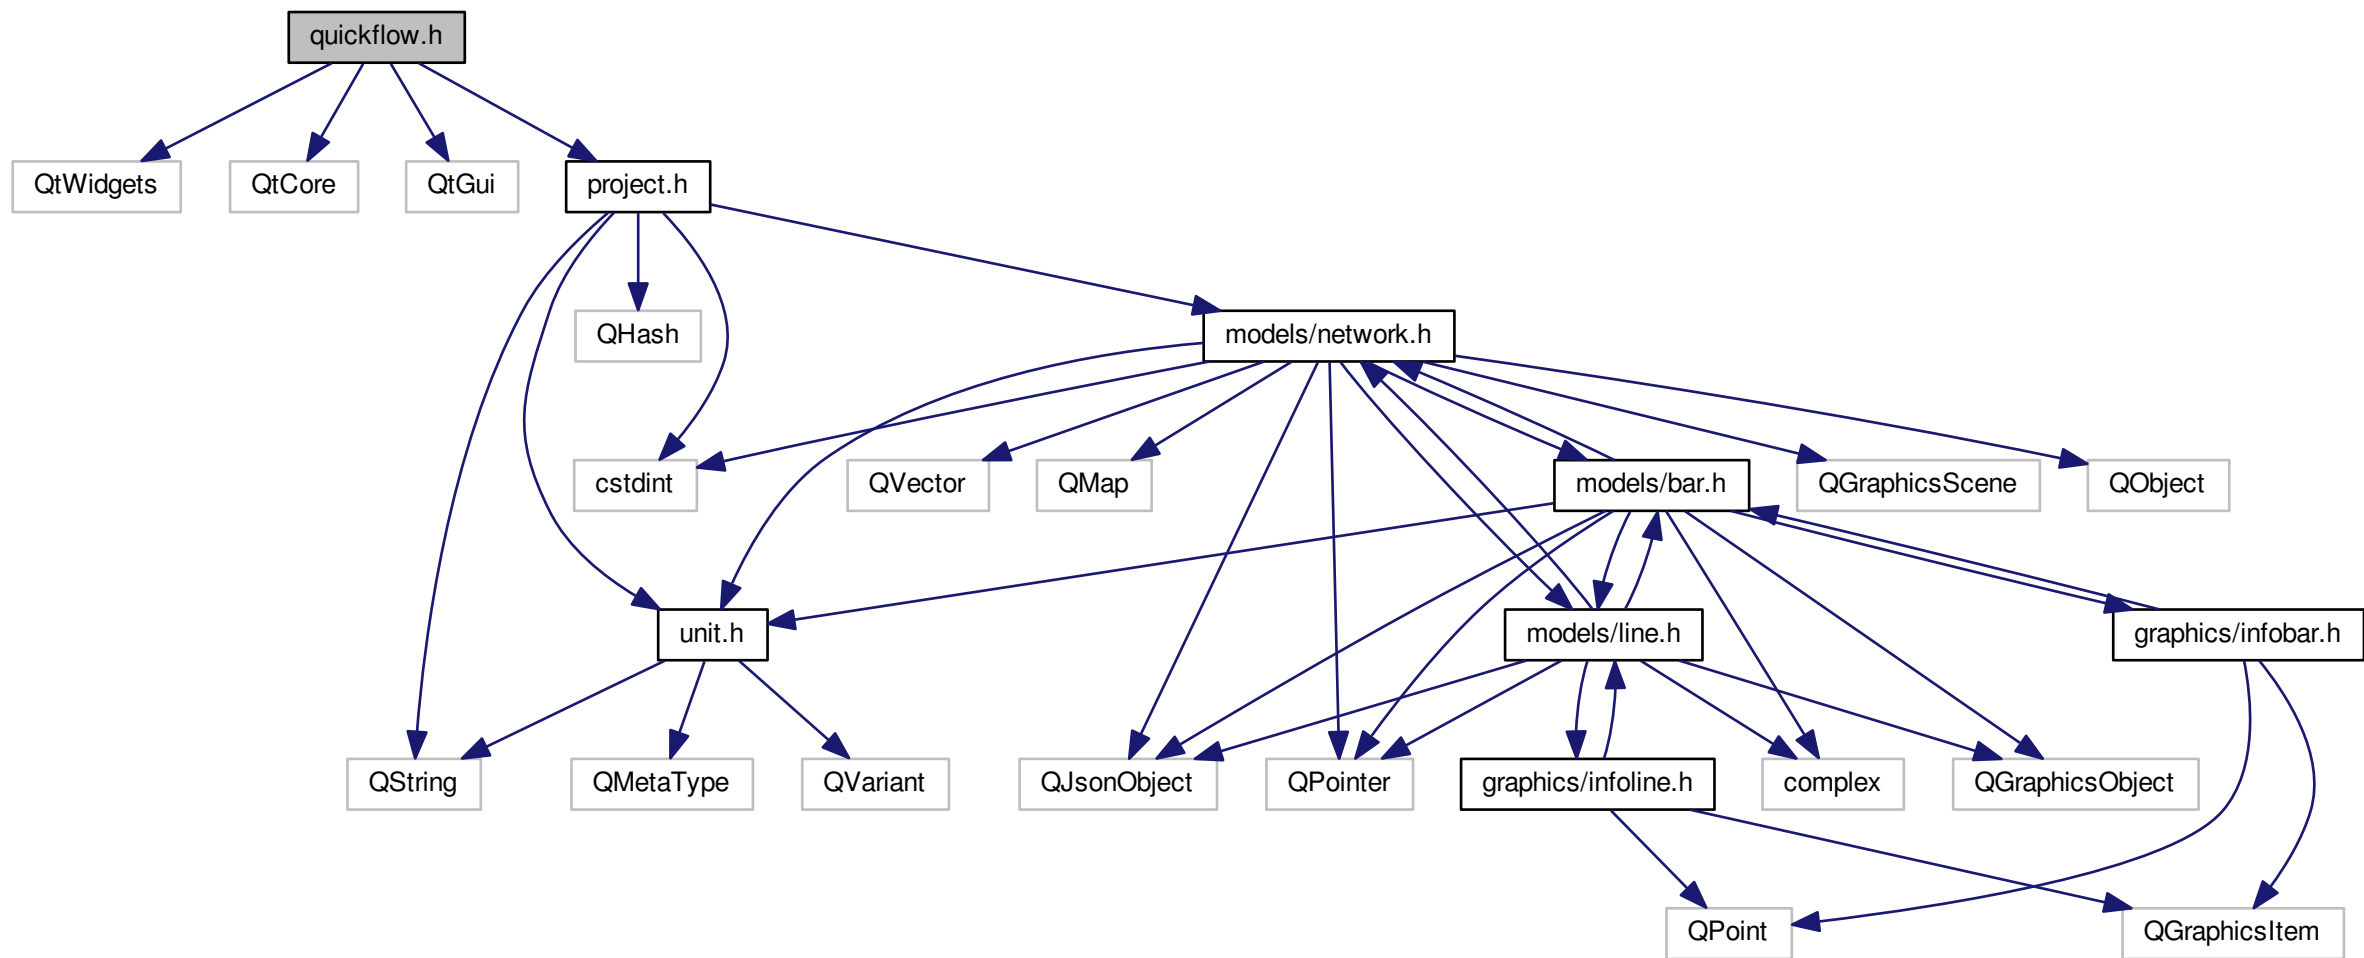 quickflow.h
QtWidgets
QtCore
QtGui
project.h
QHash
models/network.h
cstdint
QVector
QMap
models/bar.h
QGraphicsScene
QObject
unit.h
models/line.h
graphics/infobar.h
QString
QMetaType
QVariant
QJsonObject
QPointer
graphics/infoline.h
complex
QGraphicsObject
QPoint
QGraphicsItem